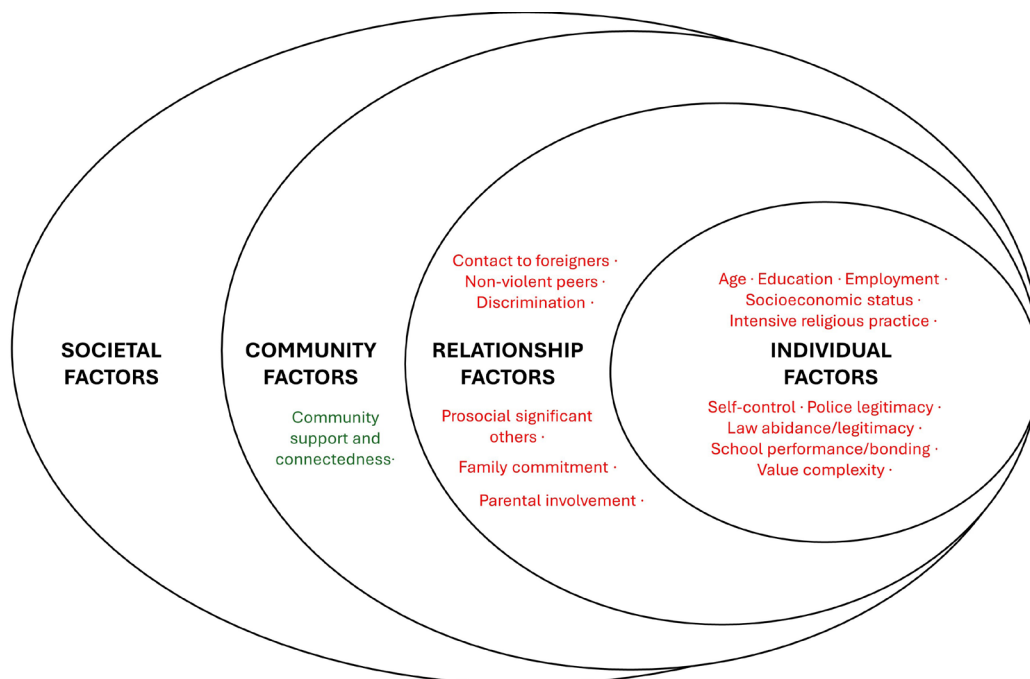 SOCIETAL
FACTORS
COMMUNITY
FACTORS
Community
support and
connectedness·
Contact to foreigners ·
Non-violent peers ·
Discrimination ·
RELATIONSHIP
FACTORS
Prosocial significant
others ·
Family commitment ·
Parental involvement ·
Age · Education · Employment ·
Socioeconomic status ·
Intensive religious practice ·
INDIVIDUAL
FACTORS
Self-control · Police legitimacy ·
Law abidance/legitimacy ·
School performance/bonding ·
Value complexity ·